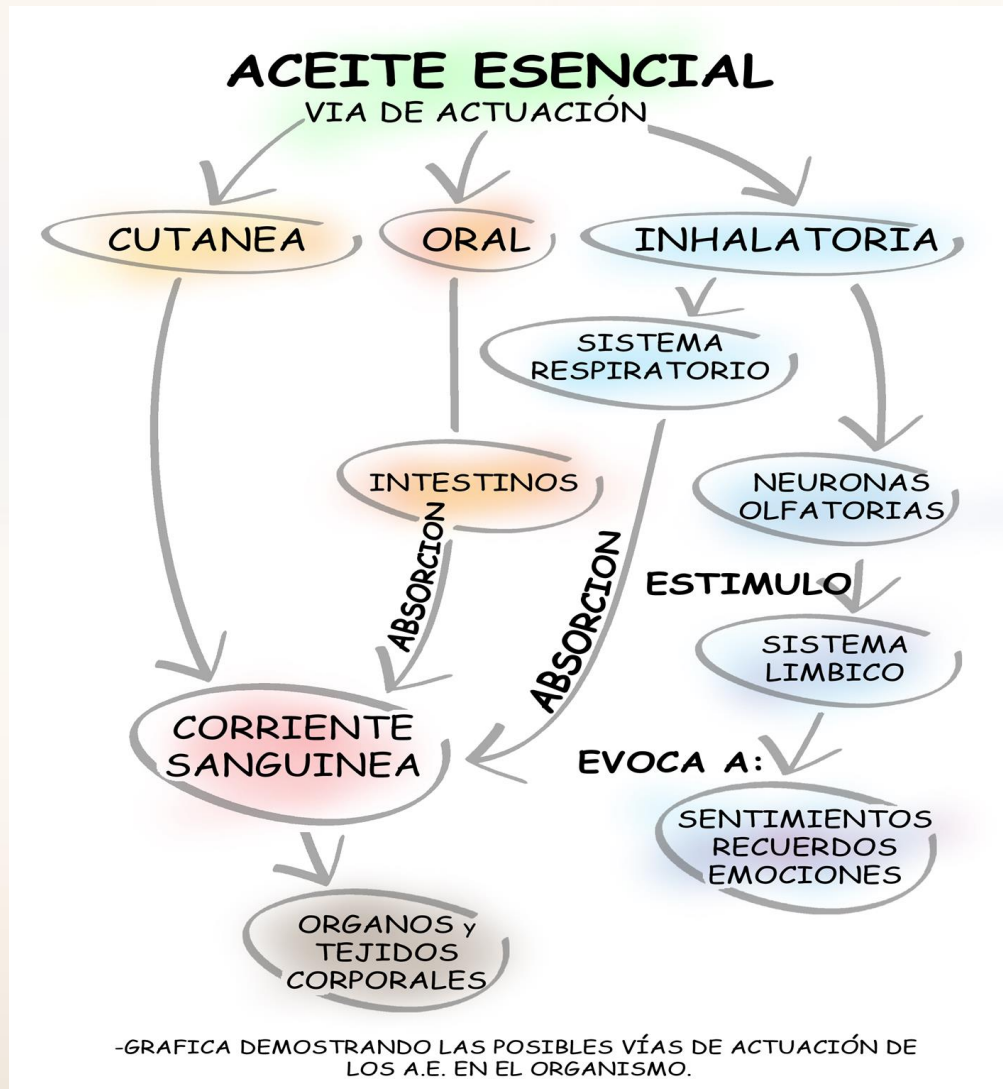 ACEITE ESENCIAL
VIA DE ACTUACIÓN
CUTANEA
ORAL
INHALATORIA
SISTEMA
RESPIRATORIO
INTESTINOS
NEURONAS
OLFATORIAS
ABSORCION
ABSORCION
ESTIMULO
SISTEMA
LIMBICO
CORRIENTE
SANGUINEA
EVOCA A:
SENTIMIENTOS
RECUERDOS
EMOCIONES
ORGANOS y
TEJIDOS
CORPORALES
-GRAFICA DEMOSTRANDO LAS POSIBLES VÍAS DE ACTUACIÓN DE
LOS A.E. EN EL ORGANISMO.